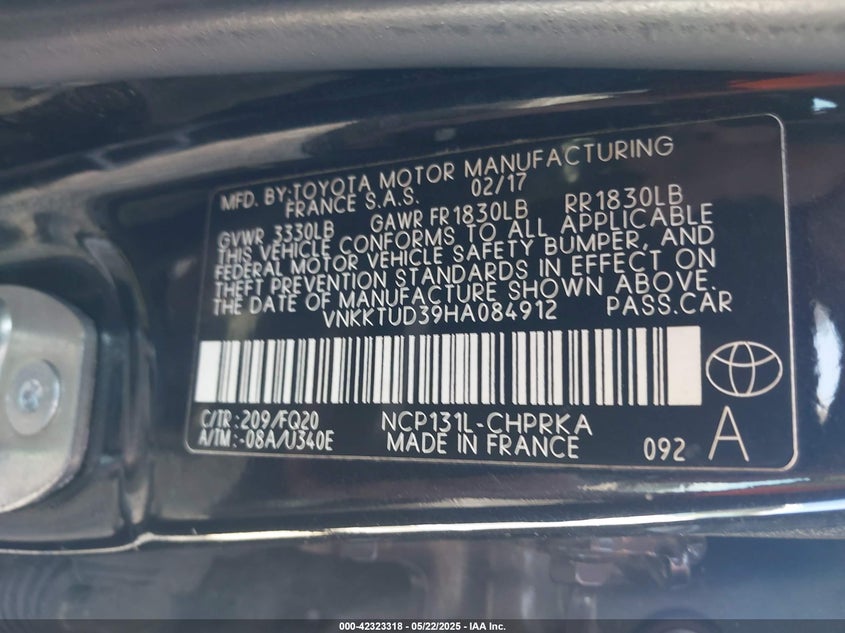 MFD. BY:TOYOTA MOTOR MANUFACTURING
FRANCE S.A.S. 02/17
GVWR 3330LB GAWR FR1830LB RR1830LB
THIS VEHICLE CONFORMS TO ALL APPLICABLE
FEDERAL MOTOR VEHICLE SAFETY BUMPER, AND
THEFT PREVENTION STANDARDS IN EFFECT ON
THE DATE OF MANUFACTURE SHOWN ABOVE.
VNKKTUD39HA084912 PASS.CAR
C/TR: 209/FQ20 NCP131L-CHPRKA
A/TM: -08A/U340E MADE IN FRANCE 092 A
000-42323318 - 05/22/2025 - IAA Inc.